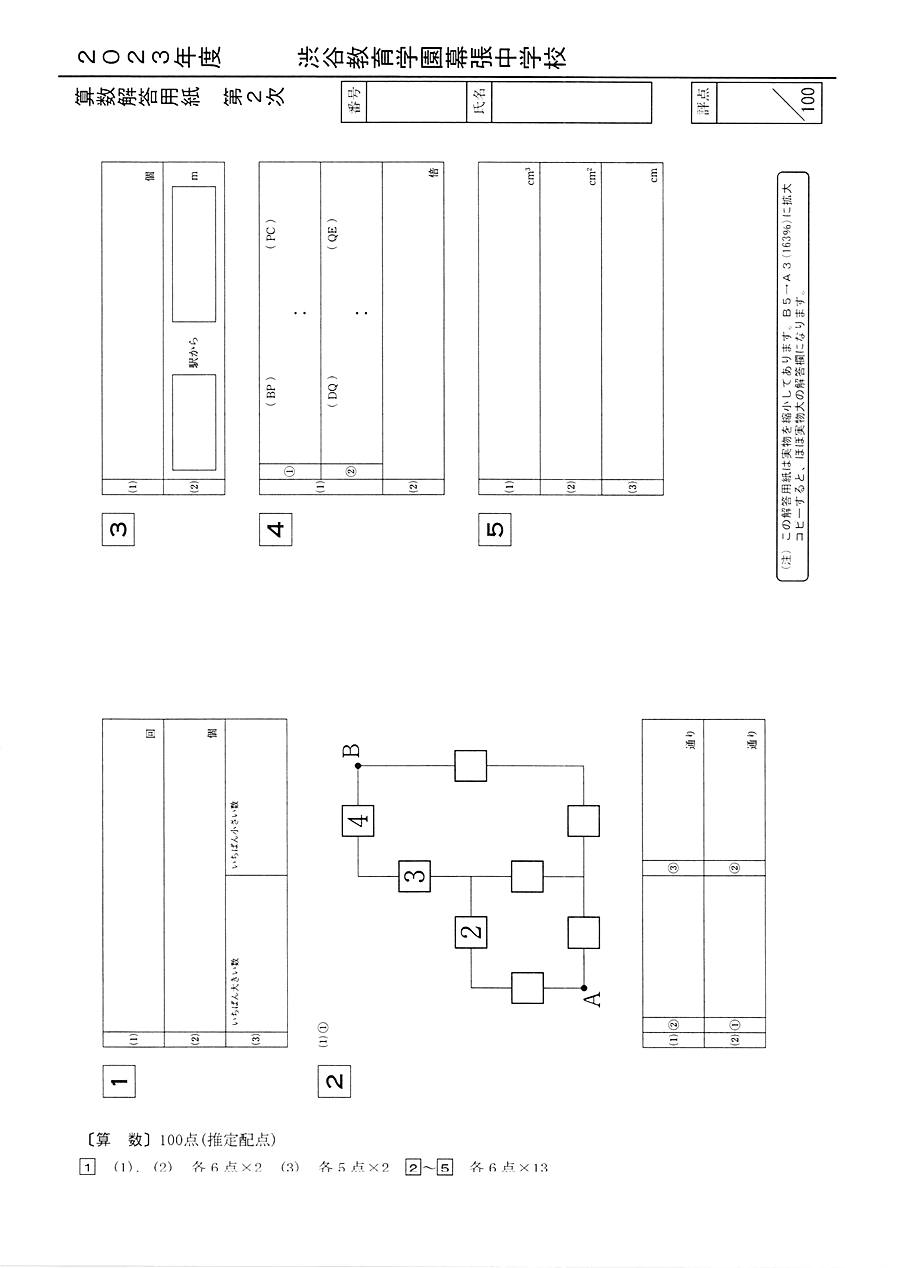 2023年度 渋谷教育学園幕張中学校
算数解答用紙 第2次
番号
氏名
評点
/100
1
(1)
回
(2)
個
(3)
いちばん大きい数
いちばん小さい数
2
(1)①
A
2
3
4
B
(1)
②
③
通り
(2)
①
②
通り
3
(1)
個
(2)
駅から
m
4
(1)
①
(BP)
:
(PC)
②
(DQ)
:
(QE)
(2)
倍
5
(1)
cm³
(2)
cm²
(3)
cm
(注) この解答用紙は実物を縮小してあります。B5→A3(163%)に拡大
コピーすると、ほぼ実物大の解答欄になります。
〔算 数〕100点(推定配点)
1 (1),(2) 各6点×2 (3) 各5点×2 2~5 各6点×13